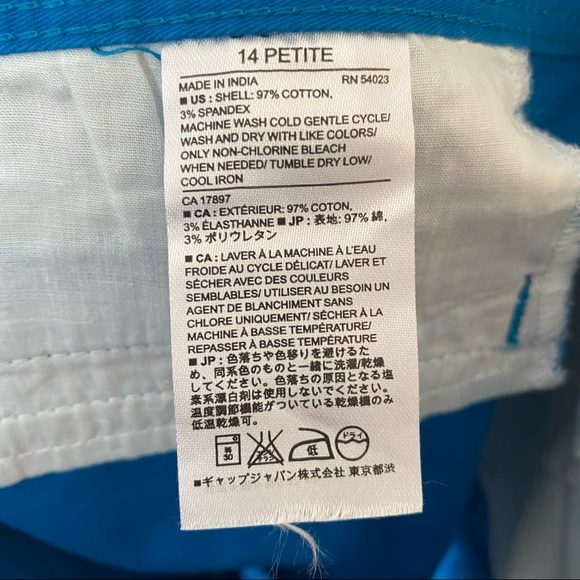 14 PETITE
MADE IN INDIA RN 54023
■ US : SHELL: 97% COTTON,
3% SPANDEX
MACHINE WASH COLD GENTLE CYCLE/
WASH AND DRY WITH LIKE COLORS/
ONLY NON-CHLORINE BLEACH
WHEN NEEDED/ TUMBLE DRY LOW/
COOL IRON
CA 17897
■ CA : EXTÉRIEUR: 97% COTON,
3% ÉLASTHANNE ■ JP : 表地: 97% 綿,
3% ポリウレタン
■ CA : LAVER À LA MACHINE À L'EAU
FROIDE AU CYCLE DÉLICAT/ LAVER ET
SÉCHER AVEC DES COULEURS
SEMBLABLES/ UTILISER AU BESOIN UN
AGENT DE BLANCHIMENT SANS
CHLORE UNIQUEMENT/ SÉCHER À LA
MACHINE À BASSE TEMPÉRATURE/
REPASSER À BASSE TEMPÉRATURE
■ JP : 色落ちや色移りを避けるた
め、同系色のものと一緒に洗濯/乾燥
してください。色落ちの原因となる塩
素系漂白剤は使用しないでください。
温度調節機能がついている乾燥機のみ
低温乾燥可。
弱 30 エンソ 低 ドライ
■ギャップジャパン株式会社 東京都渋